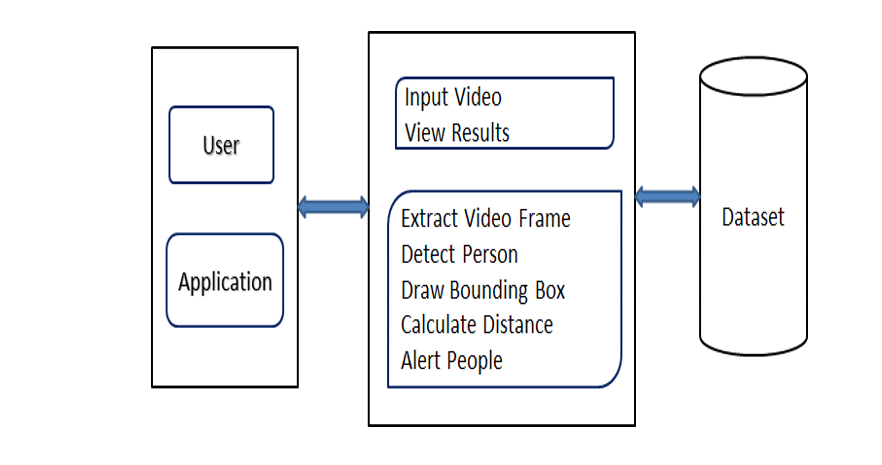 User
Application
Input Video
View Results
Extract Video Frame
Detect Person
Draw Bounding Box
Calculate Distance
Alert People
Dataset